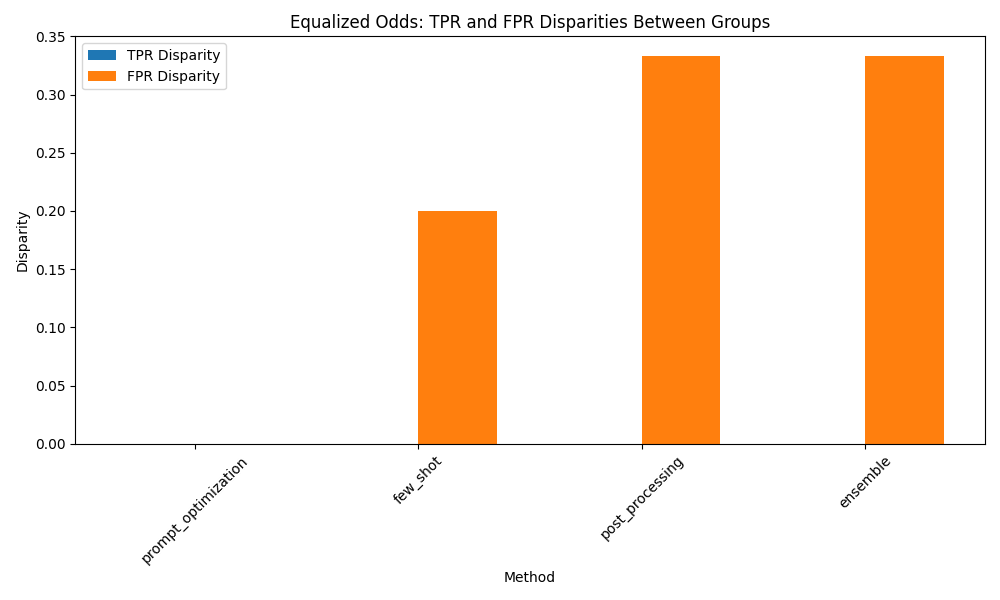 Equalized Odds: TPR and FPR Disparities Between Groups
TPR Disparity
FPR Disparity
0.35
0.30
0.25
0.20
0.15
0.10
0.05
0.00
Disparity
prompt_optimization
few_shot
post_processing
ensemble
Method